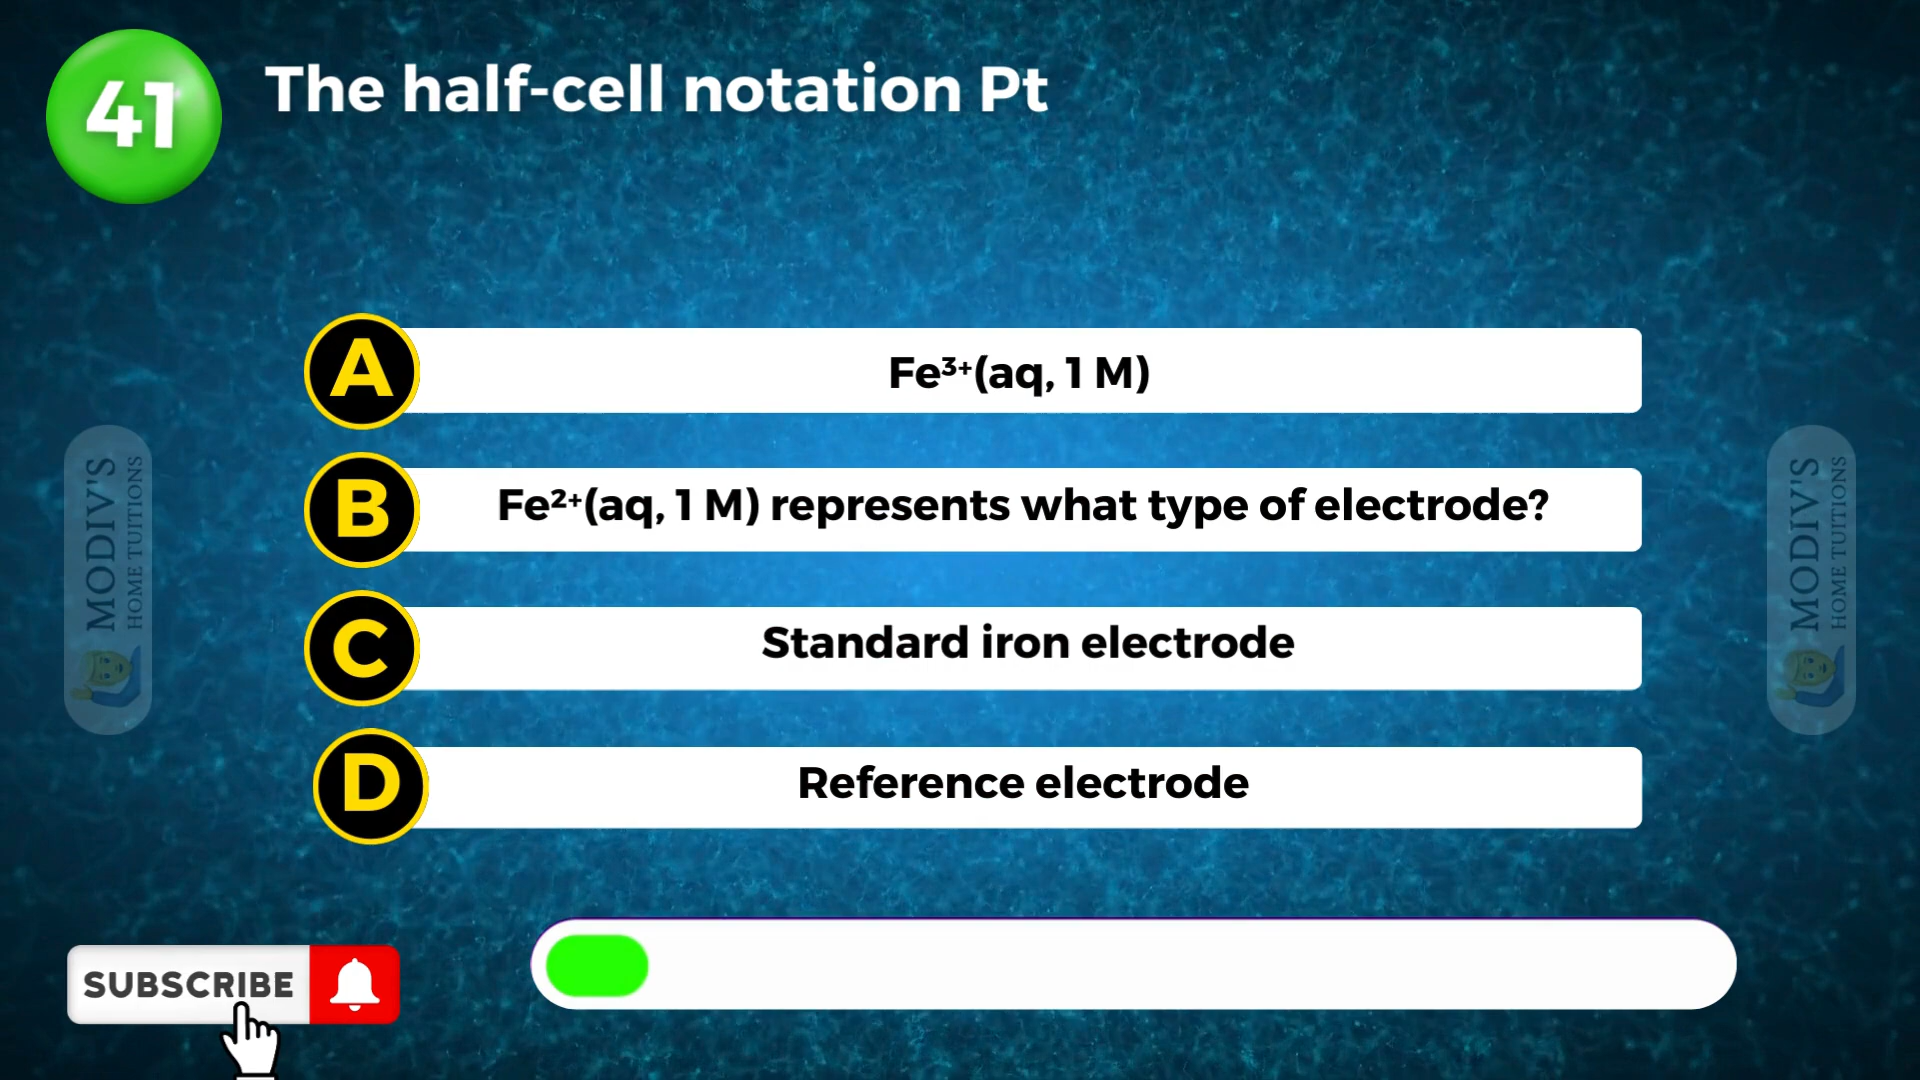 41
The half-cell notation Pt
A
Fe³⁺(aq, 1 M)
B
Fe²⁺(aq, 1 M) represents what type of electrode?
C
Standard iron electrode
D
Reference electrode
MODIV'S
HOME TUITIONS
MODIV'S
HOME TUITIONS
SUBSCRIBE